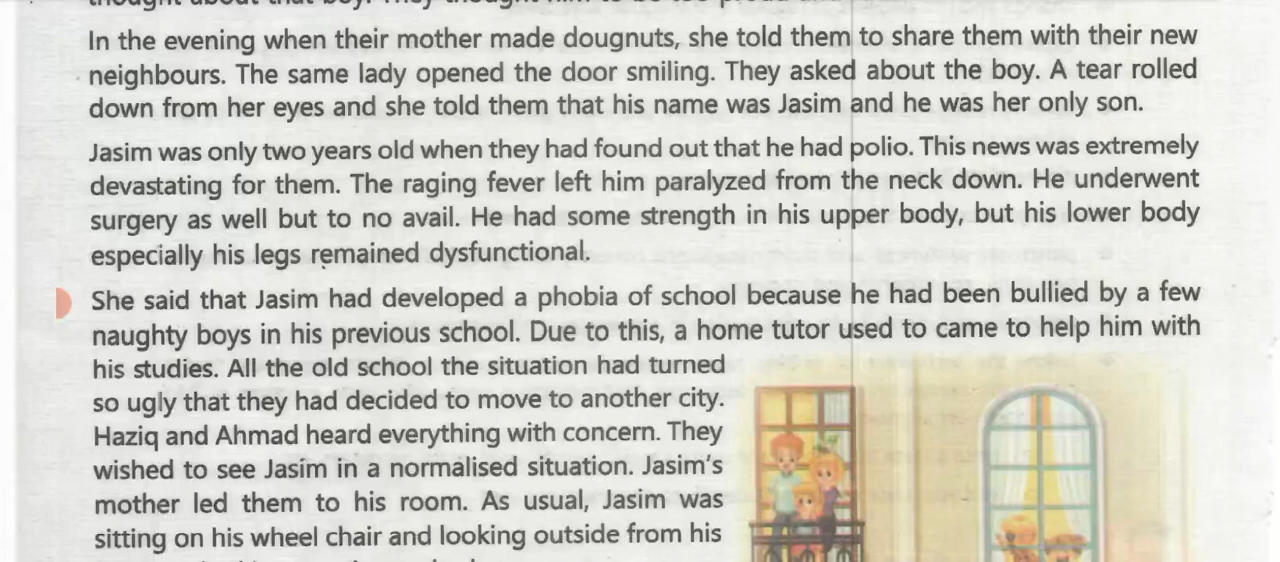 In the evening when their mother made dougnuts, she told them to share them with their new
neighbours. The same lady opened the door smiling. They asked about the boy. A tear rolled
down from her eyes and she told them that his name was Jasim and he was her only son.
Jasim was only two years old when they had found out that he had polio. This news was extremely
devastating for them. The raging fever left him paralyzed from the neck down. He underwent
surgery as well but to no avail. He had some strength in his upper body, but his lower body
especially his legs remained dysfunctional.
She said that Jasim had developed a phobia of school because he had been bullied by a few
naughty boys in his previous school. Due to this, a home tutor used to came to help him with
his studies. All the old school the situation had turned
so ugly that they had decided to move to another city.
Haziq and Ahmad heard everything with concern. They
wished to see Jasim in a normalised situation. Jasim's
mother led them to his room. As usual, Jasim was
sitting on his wheel chair and looking outside from his